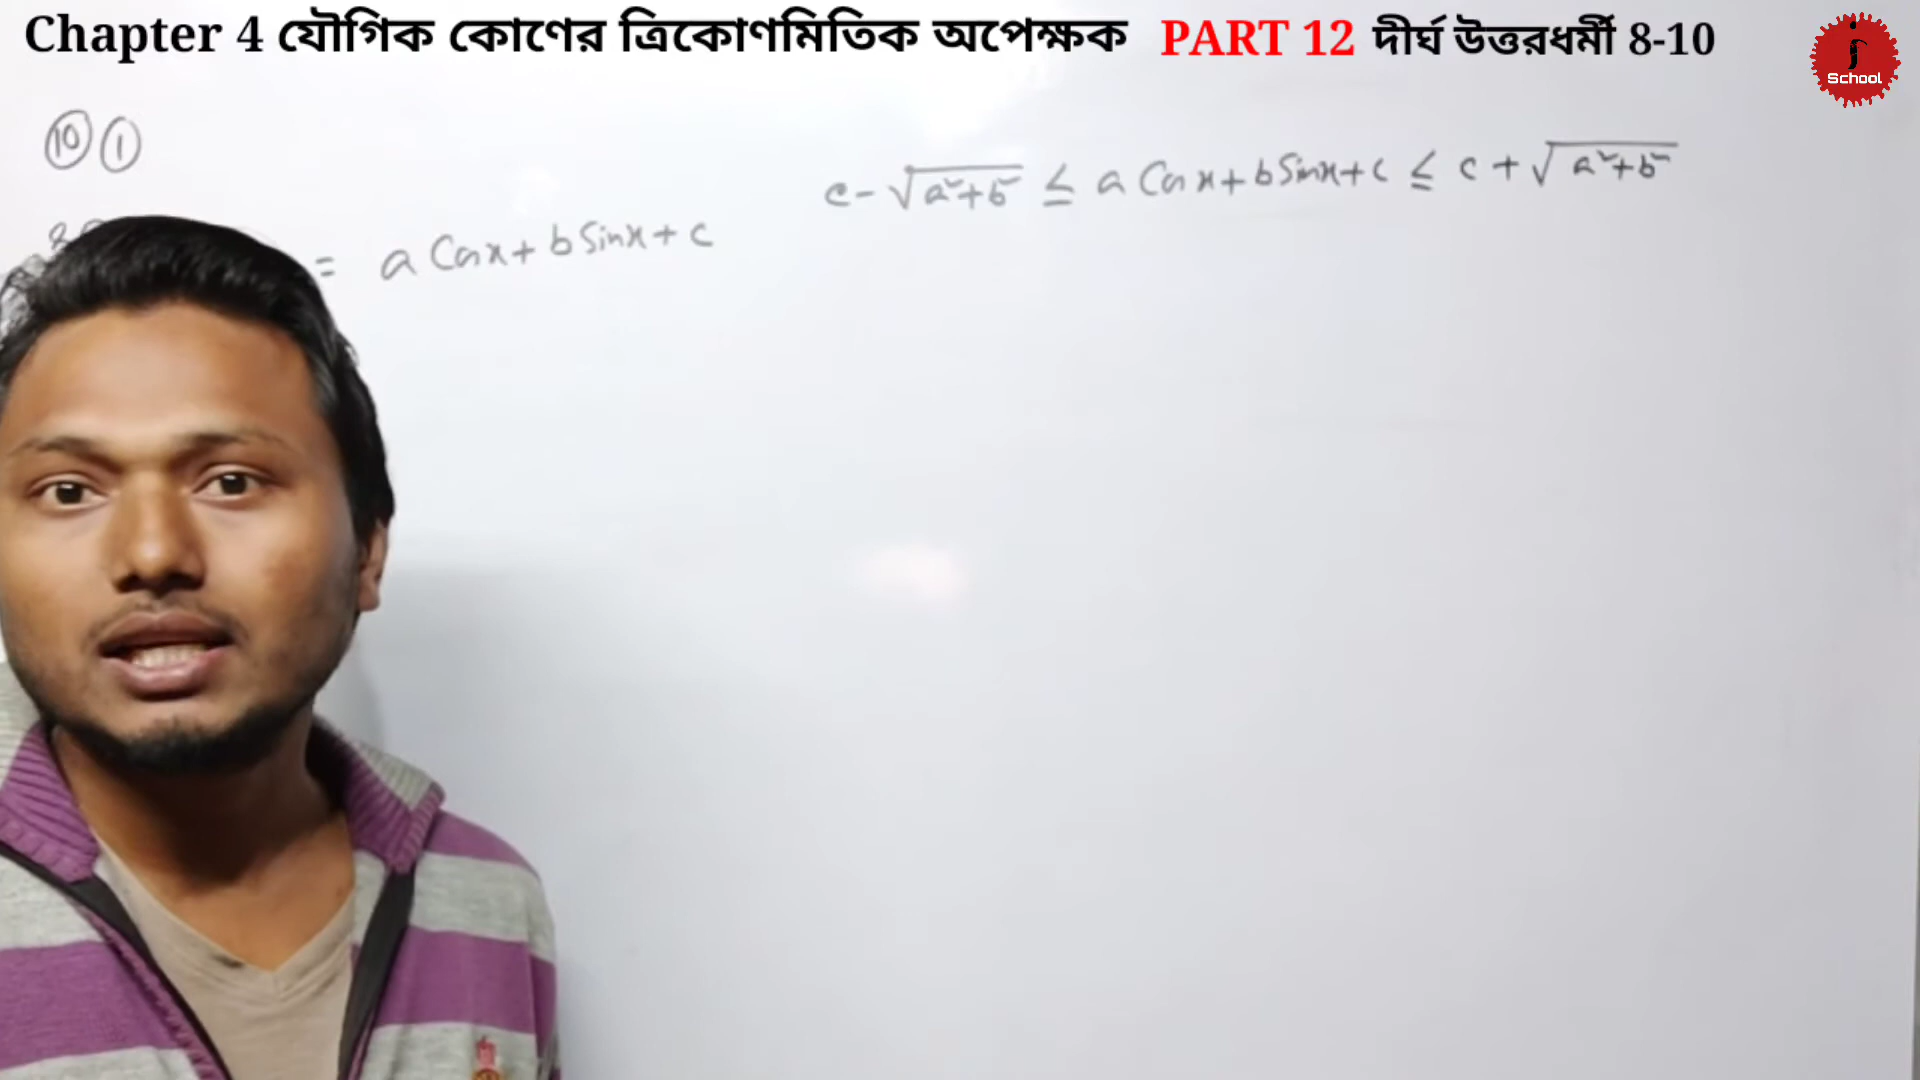 Chapter 4 যৌগিক কোণের ত্রিকোণমিতিক অপেক্ষক PART 12 দীর্ঘ উত্তরধর্মী 8-10
School
10 1
c - √a²+b² ≤ a Cos x + b Sin x + c ≤ c + √a²+b²
= a Cos x + b Sin x + c